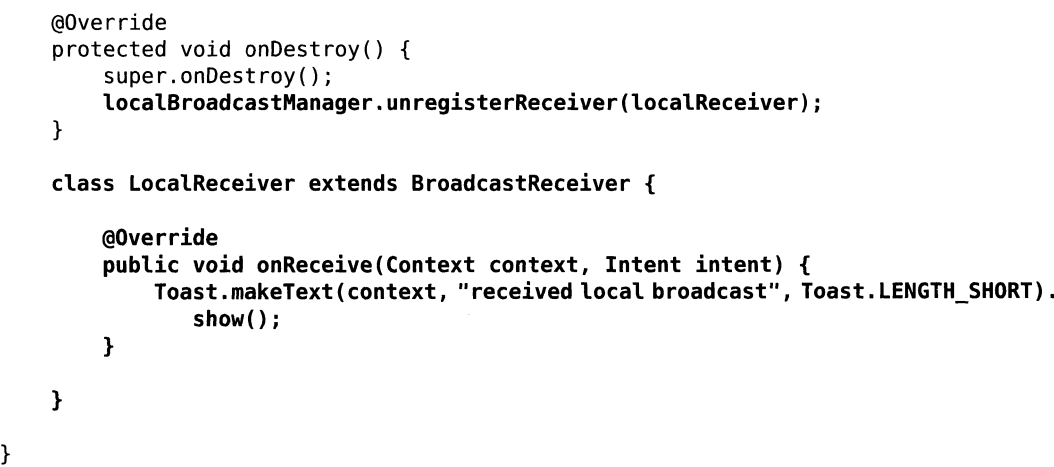 @Override
protected void onDestroy() {
super.onDestroy();
localBroadcastManager.unregisterReceiver(localReceiver);
}
class LocalReceiver extends BroadcastReceiver {
@Override
public void onReceive(Context context, Intent intent) {
Toast.makeText(context, "received local broadcast", Toast.LENGTH_SHORT).
show();
}
}
}